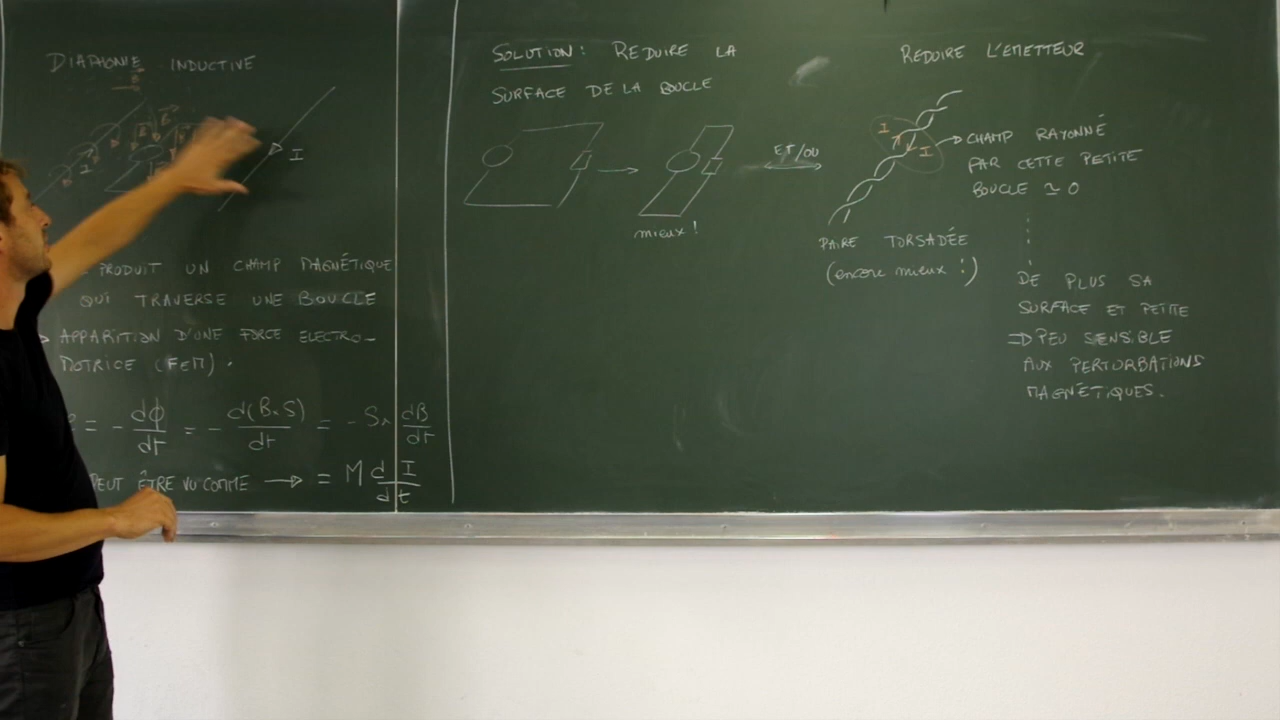 DIAPHONIE INDUCTIVE
I
PRODUIT UN CHAMP MAGNÉTIQUE
QUI TRAVERSE UNE BOUCLE
APPARITION D'UNE FORCE ELECTRO-
MOTRICE (FEM).
= - dϕ/dt = - d(B.S)/dt = - S× dB/dt
PEUT ÊTRE VU COMME → = M dI/dt
SOLUTION : REDUIRE LA
SURFACE DE LA BOUCLE
mieux !
ET/OU
REDUIRE L'EMETTEUR
I
I
PAIRE TORSADÉE
(encore mieux !)
CHAMP RAYONNÉ
PAR CETTE PETITE
BOUCLE ≃ 0
DE PLUS SA
SURFACE ET PETITE
⇒ PEU SENSIBLE
AUX PERTURBATIONS
MAGNÉTIQUES.